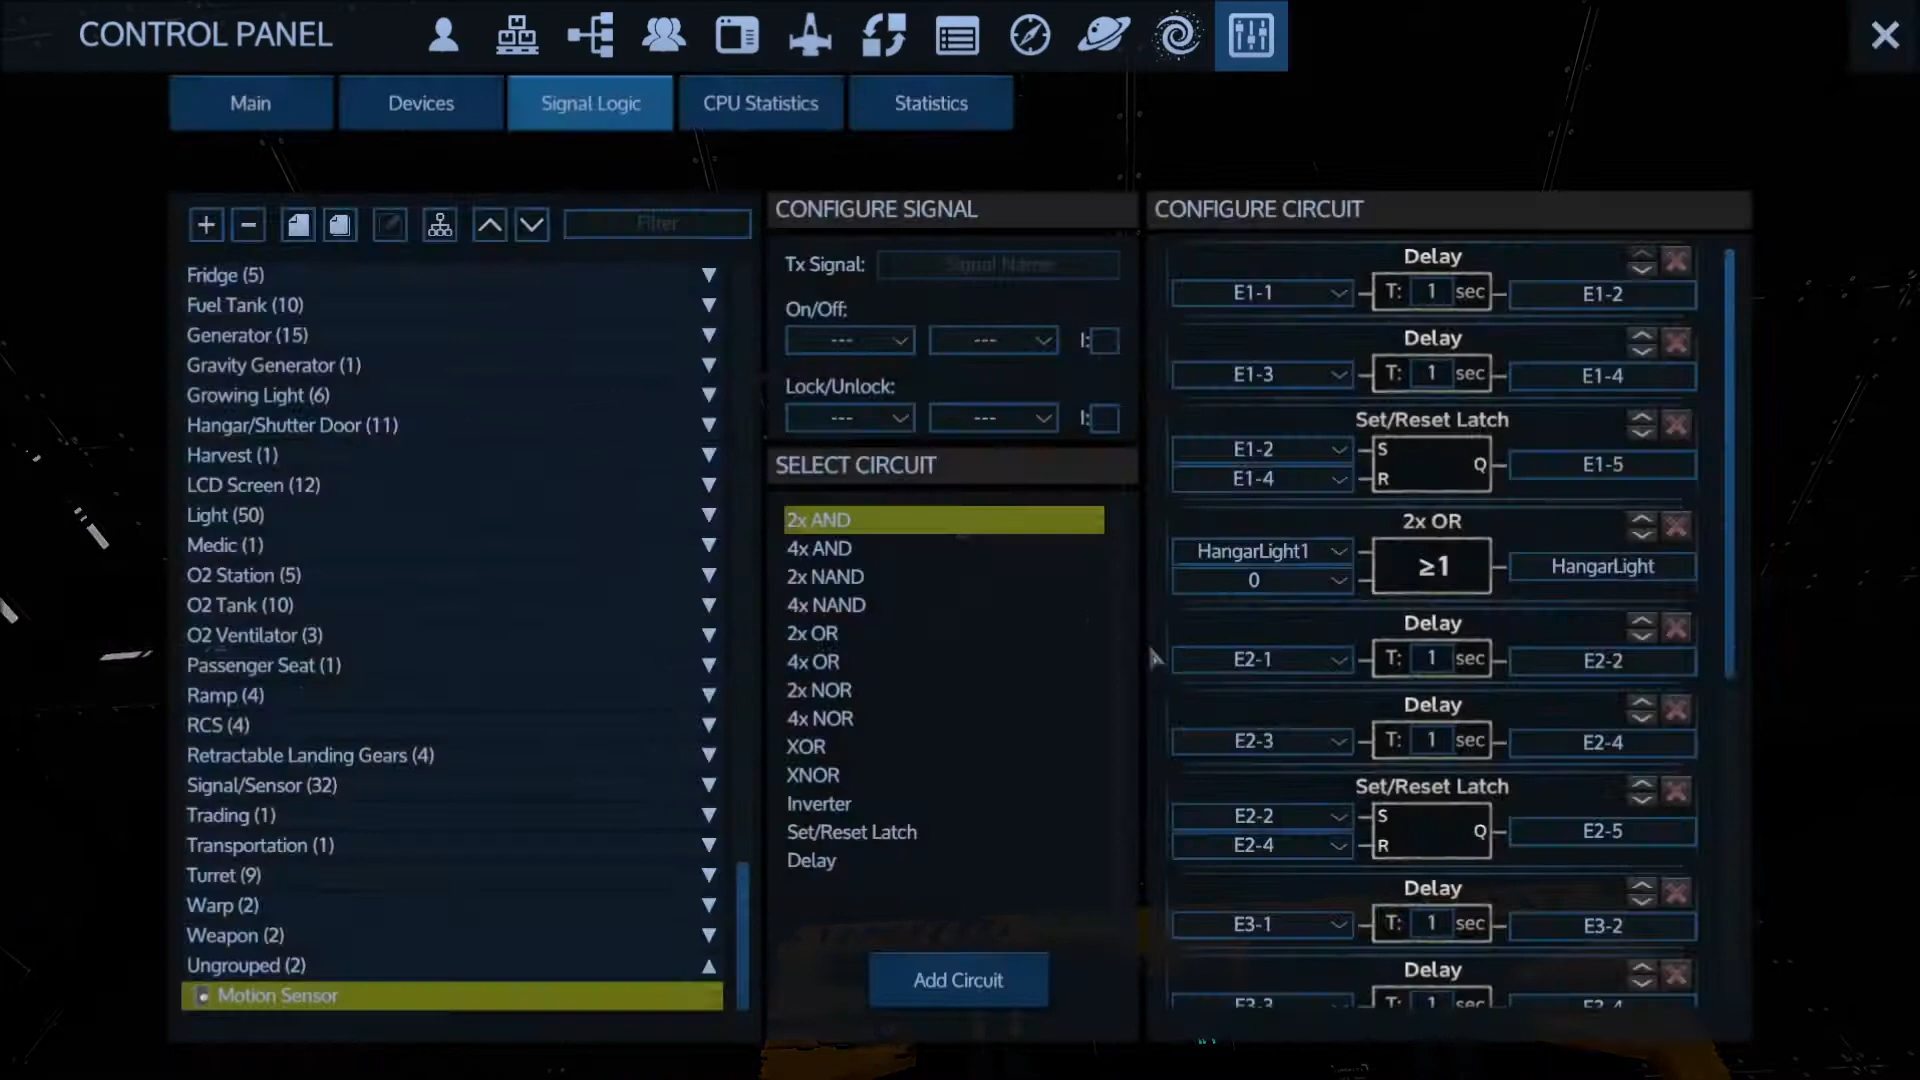 CONTROL PANEL
Main
Devices
Signal Logic
CPU Statistics
Statistics
Filter
Fridge (5)
Fuel Tank (10)
Generator (15)
Gravity Generator (1)
Growing Light (6)
Hangar/Shutter Door (11)
Harvest (1)
LCD Screen (12)
Light (50)
Medic (1)
O2 Station (5)
O2 Tank (10)
O2 Ventilator (3)
Passenger Seat (1)
Ramp (4)
RCS (4)
Retractable Landing Gears (4)
Signal/Sensor (32)
Trading (1)
Transportation (1)
Turret (9)
Warp (2)
Weapon (2)
Ungrouped (2)
Motion Sensor
CONFIGURE SIGNAL
Tx Signal: Signal Name
On/Off:
--- --- I:
Lock/Unlock:
--- --- I:
SELECT CIRCUIT
2x AND
4x AND
2x NAND
4x NAND
2x OR
4x OR
2x NOR
4x NOR
XOR
XNOR
Inverter
Set/Reset Latch
Delay
Add Circuit
CONFIGURE CIRCUIT
Delay
E1-1 T: 1 sec E1-2
Delay
E1-3 T: 1 sec E1-4
Set/Reset Latch
E1-2 S
Q E1-5
E1-4 R
2x OR
HangarLight1
≥1 HangarLight
0
Delay
E2-1 T: 1 sec E2-2
Delay
E2-3 T: 1 sec E2-4
Set/Reset Latch
E2-2 S
Q E2-5
E2-4 R
Delay
E3-1 T: 1 sec E3-2
Delay
E3-3 T: 1 sec